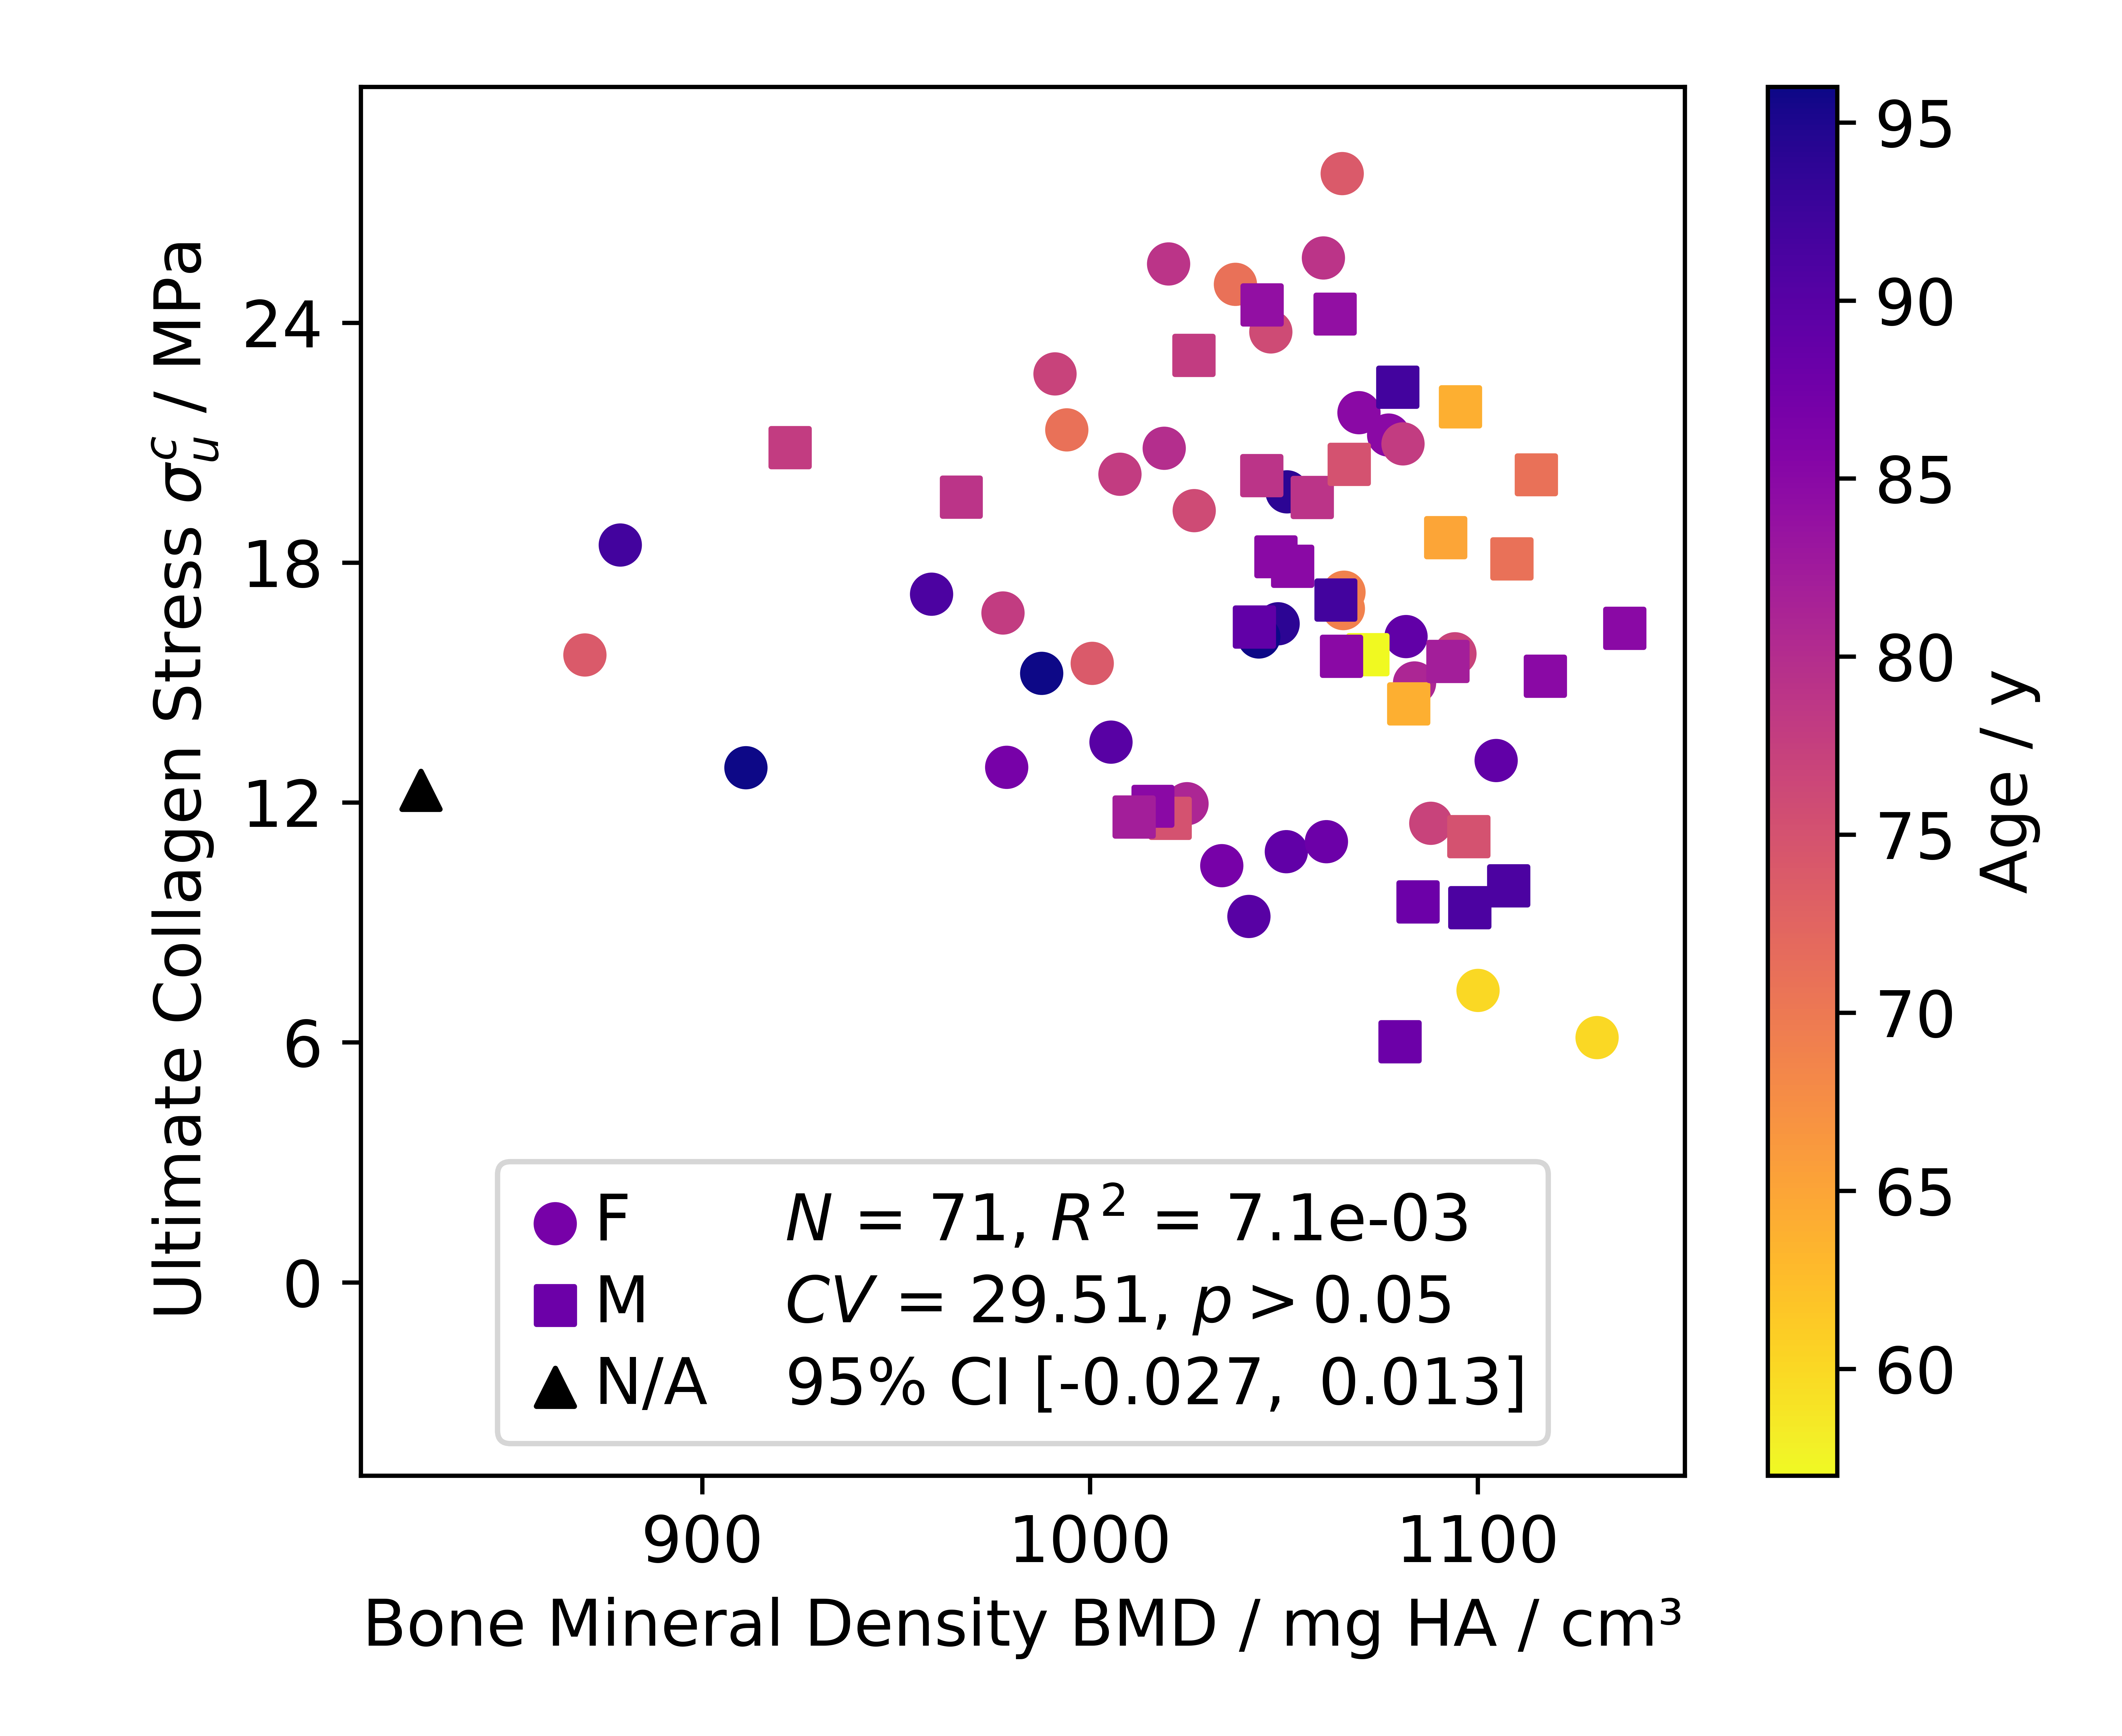 Ultimate Collagen Stress σ_u^c / MPa
24
18
12
6
0
F N = 71, R² = 7.1e-03
M CV = 29.51, p > 0.05
N/A 95% CI [-0.027, 0.013]
900 1000 1100
Bone Mineral Density BMD / mg HA / cm³
95
90
85
80
75
70
65
60
Age / y